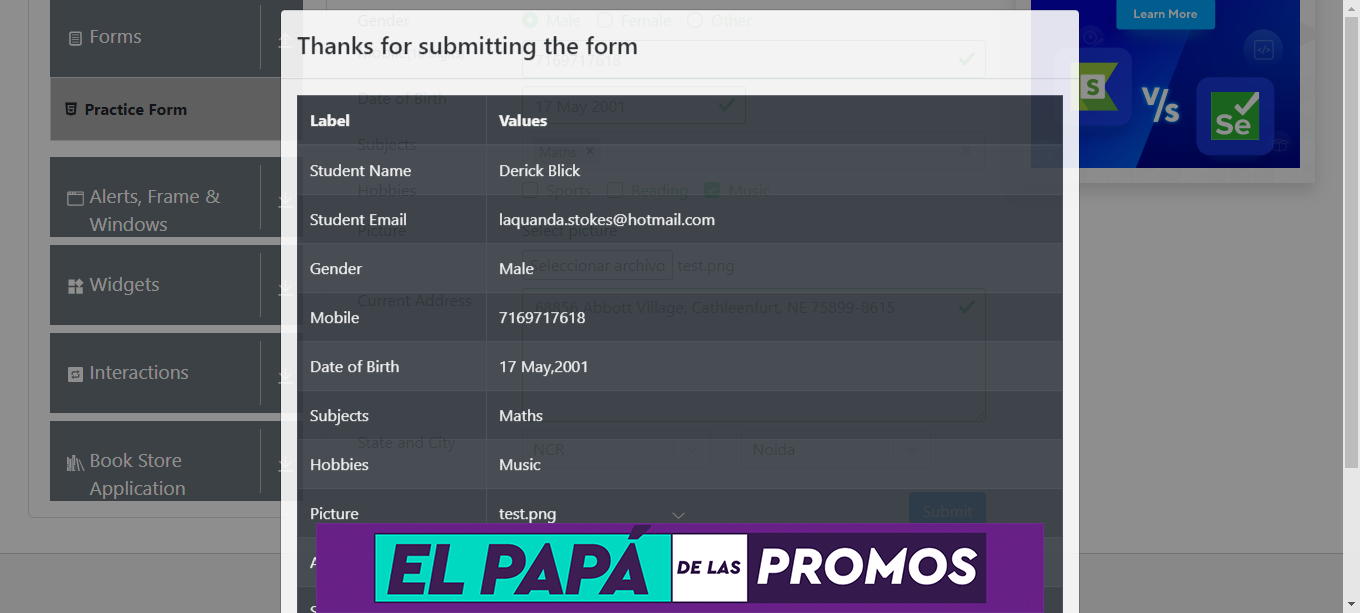 Forms
Practice Form
Alerts, Frame &
Windows
Widgets
Interactions
Book Store
Application
Gender Male Female Other
Thanks for submitting the form
7169717618
Date of Birth 17 May 2001
Label Values
Subjects Maths ×
Student Name Derick Blick
Hobbies Sports Reading Music
Student Email laquanda.stokes@hotmail.com
Picture Select picture
Gender Male
Seleccionar archivo test.png
Current Address 68856 Abbott Village, Cathleenfurt, NE 75899-8615
Mobile 7169717618
Date of Birth 17 May,2001
Subjects Maths
State and City NCR Noida
Hobbies Music
Picture test.png
Submit
A
S
EL PAPÁ DE LAS PROMOS
Learn More
S V/s Se